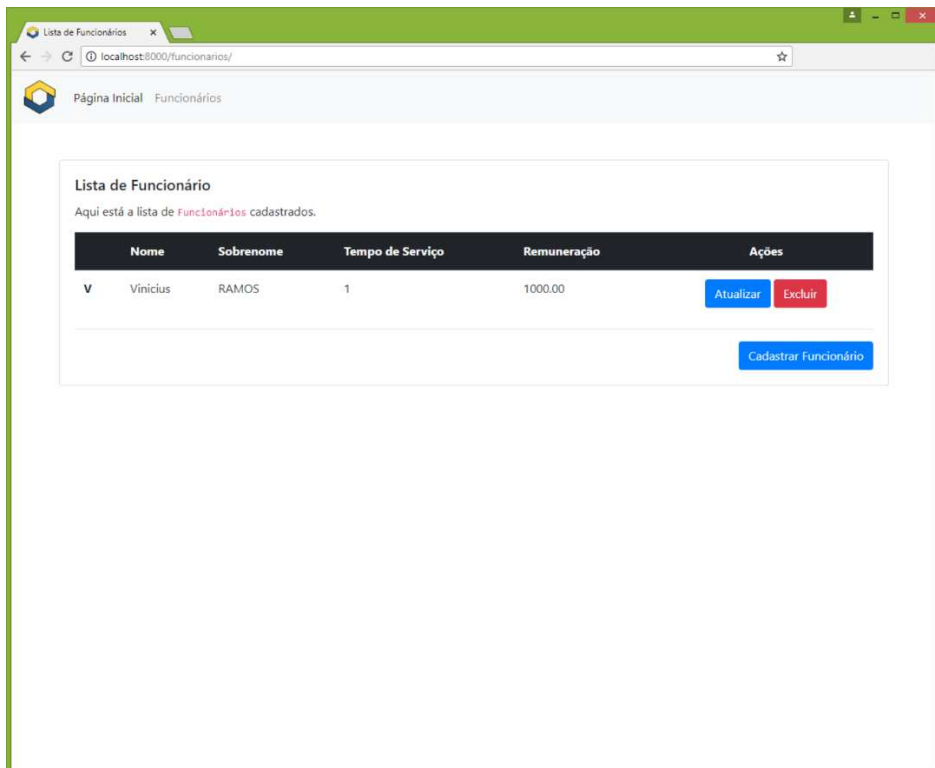 Lista de Funcionários
localhost:8000/funcionarios/
Página Inicial Funcionários
Lista de Funcionário
Aqui está a lista de Funcionários cadastrados.
Nome Sobrenome Tempo de Serviço Remuneração Ações
V Vinicius RAMOS 1 1000.00 Atualizar Excluir
Cadastrar Funcionário